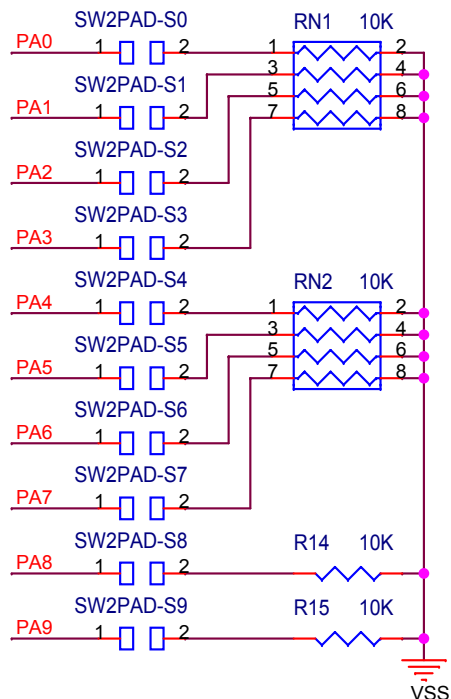 SW2PAD-S0 RN1 10K
PA0 1 2 1 2
3 4
SW2PAD-S1 5 6
PA1 1 2 7 8
SW2PAD-S2
PA2 1 2
SW2PAD-S3
PA3 1 2
SW2PAD-S4 RN2 10K
PA4 1 2 1 2
3 4
SW2PAD-S5 5 6
PA5 1 2 7 8
SW2PAD-S6
PA6 1 2
SW2PAD-S7
PA7 1 2
SW2PAD-S8 R14 10K
PA8 1 2
SW2PAD-S9 R15 10K
PA9 1 2
VSS